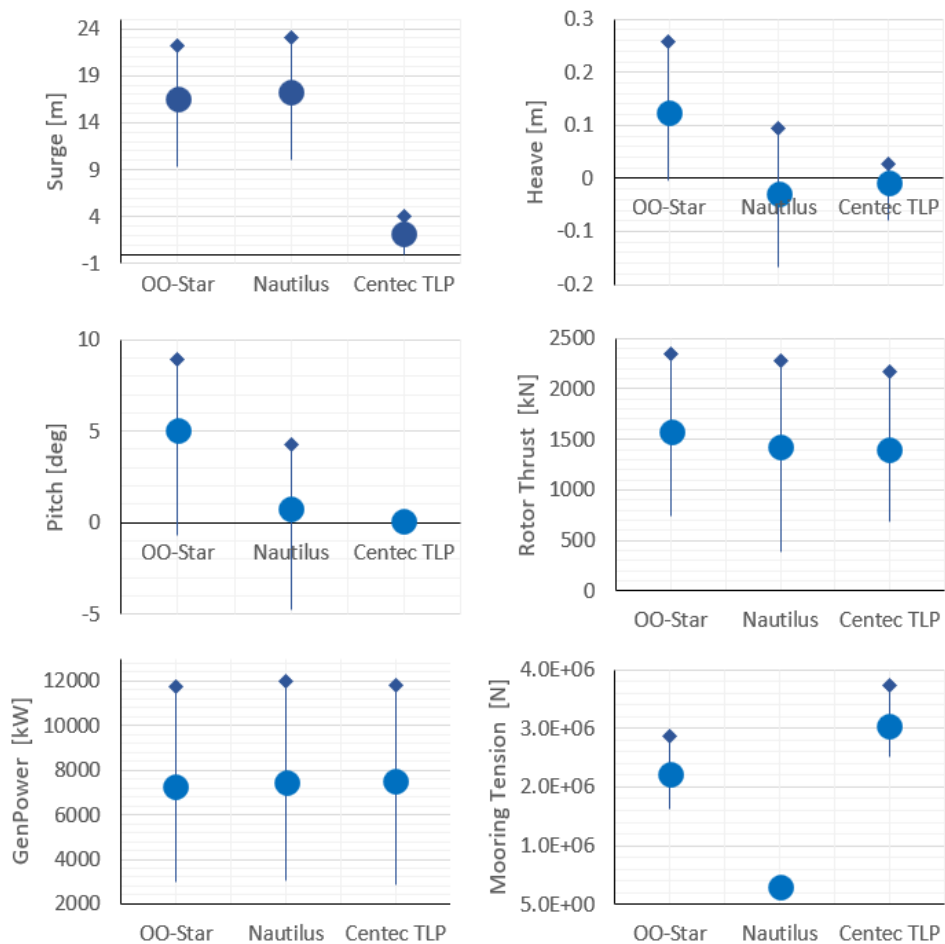 Surge [m]
24
19
14
9
4
-1
OO-Star Nautilus Centec TLP
Heave [m]
0.3
0.2
0.1
0
-0.1
-0.2
OO-Star Nautilus Centec TLP
Pitch [deg]
10
5
0
-5
OO-Star Nautilus Centec TLP
Rotor Thrust [kN]
2500
2000
1500
1000
500
0
OO-Star Nautilus Centec TLP
GenPower [kW]
12000
10000
8000
6000
4000
2000
OO-Star Nautilus Centec TLP
Mooring Tension [N]
4.0E+06
3.0E+06
2.0E+06
1.0E+06
5.0E+00
OO-Star Nautilus Centec TLP